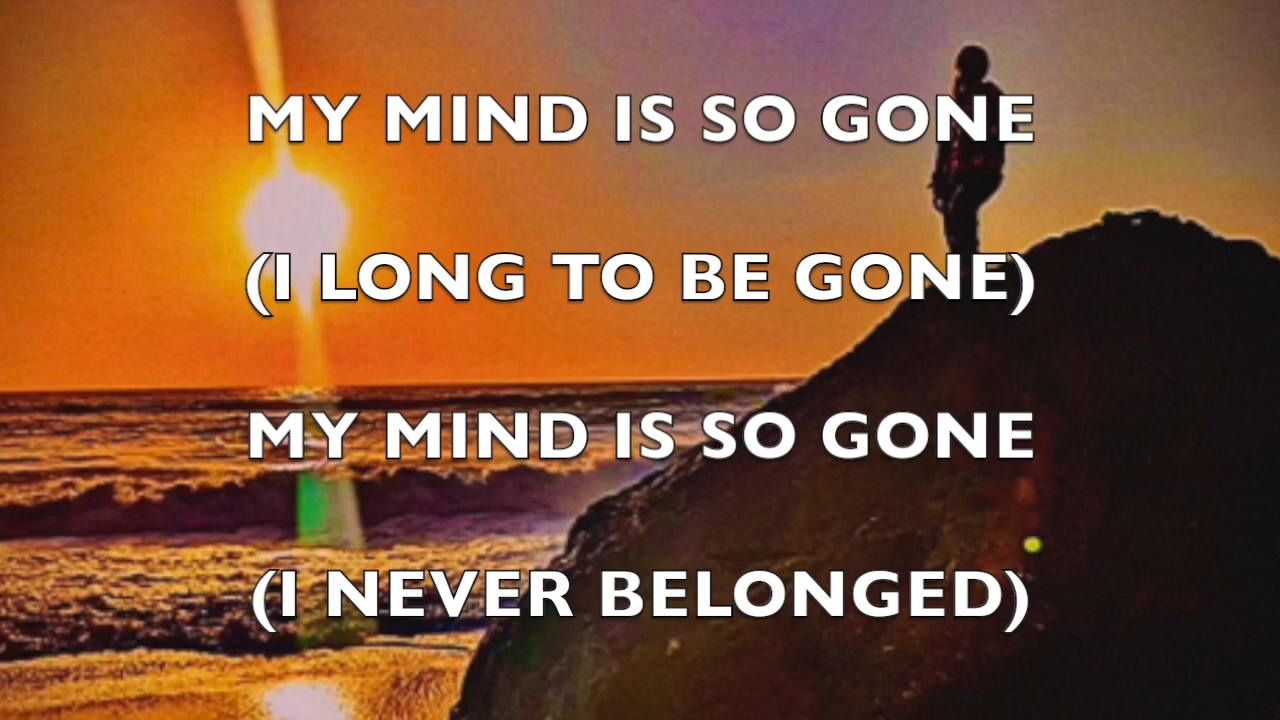 MY MIND IS SO GONE
(I LONG TO BE GONE)
MY MIND IS SO GONE
(I NEVER BELONGED)